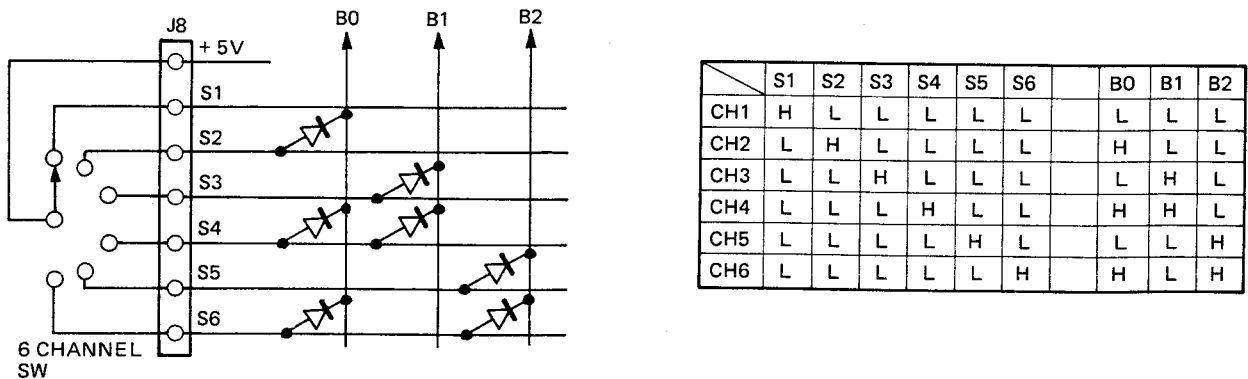 J8
B0 B1 B2
+5V
S1
S2
S3
S4
S5
S6
6 CHANNEL
SW
S1 S2 S3 S4 S5 S6 B0 B1 B2
CH1 H L L L L L L L L
CH2 L H L L L L H L L
CH3 L L H L L L L H L
CH4 L L L H L L H H L
CH5 L L L L H L L L H
CH6 L L L L L H H L H